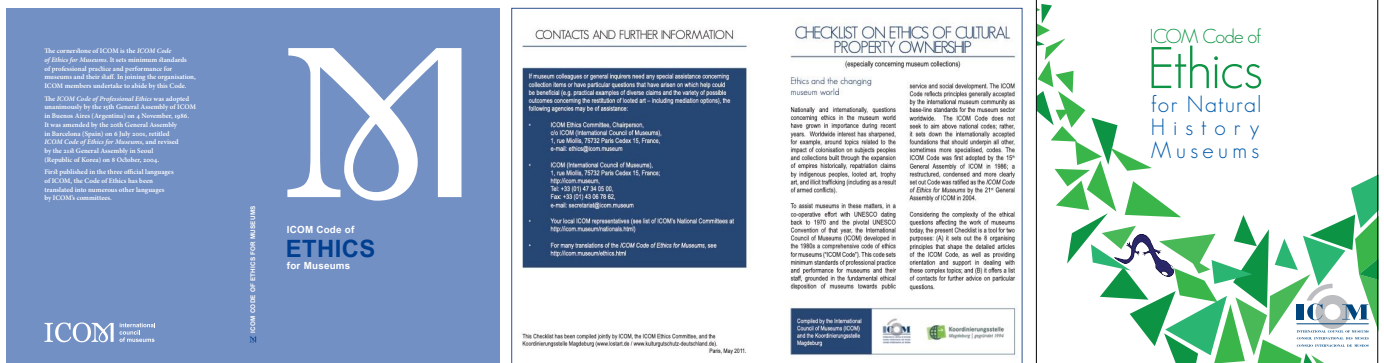 The cornerstone of ICOM is the ICOM Code
of Ethics for Museums. It sets minimum standards
of professional practice and performance for
museums and their staff. In joining the organisation,
ICOM members undertake to abide by this Code.
The ICOM Code of Professional Ethics was adopted
unanimously by the 15th General Assembly of ICOM
in Buenos Aires (Argentina) on 4 November, 1986.
It was amended by the 20th General Assembly
in Barcelona (Spain) on 6 July 2001, retitled
ICOM Code of Ethics for Museums, and revised
by the 21st General Assembly in Seoul
(Republic of Korea) on 8 October, 2004.
First published in the three official languages
of ICOM, the Code of Ethics has been
translated into numerous other languages
by ICOM's committees.
ICOM
international
council
of museums
ICOM CODE OF ETHICS FOR MUSEUMS
ICOM Code of
ETHICS
for Museums
CONTACTS AND FURTHER INFORMATION
If museum colleagues or general inquirers need any special assistance concerning
collection items or have particular questions that have arisen on which help could
be beneficial (e.g. practical examples of diverse claims and the variety of possible
outcomes concerning the restitution of looted art – including mediation options), the
following agencies may be of assistance:
• ICOM Ethics Committee, Chairperson,
c/o ICOM (International Council of Museums),
1, rue Miollis, 75732 Paris Cedex 15, France,
e-mail: ethics@icom.museum
• ICOM (International Council of Museums),
1, rue Miollis, 75732 Paris Cedex 15, France;
http://icom.museum,
Tel: +33 (01) 47 34 05 00,
Fax: +33 (01) 43 06 78 62,
e-mail: secretariat@icom.museum
• Your local ICOM representatives (see list of ICOM's National Committees at
http://icom.museum/nationals.html)
• For many translations of the ICOM Code of Ethics for Museums, see
http://icom.museum/ethics.html
This Checklist has been compiled jointly by ICOM, the ICOM Ethics Committee, and the
Koordinierungsstelle Magdeburg (www.lostart.de / www.kulturgutschutz-deutschland.de).
Paris, May 2011.
CHECKLIST ON ETHICS OF CULTURAL
PROPERTY OWNERSHIP
(especially concerning museum collections)
Ethics and the changing
museum world
Nationally and internationally, questions
concerning ethics in the museum world
have grown in importance during recent
years. Worldwide interest has sharpened,
for example, around topics related to the
impact of colonisation on subjects peoples
and collections built through the expansion
of empires historically, repatriation claims
by indigenous peoples, looted art, trophy
art, and illicit trafficking (including as a result
of armed conflicts).
To assist museums in these matters, in a
co-operative effort with UNESCO dating
back to 1970 and the pivotal UNESCO
Convention of that year, the International
Council of Museums (ICOM) developed in
the 1980s a comprehensive code of ethics
for museums ("ICOM Code"). This code sets
minimum standards of professional practice
and performance for museums and their
staff, grounded in the fundamental ethical
disposition of museums towards public
service and social development. The ICOM
Code reflects principles generally accepted
by the international museum community as
base-line standards for the museum sector
worldwide. The ICOM Code does not
seek to aim above national codes; rather,
it sets down the internationally accepted
foundations that should underpin all other,
sometimes more specialised, codes. The
ICOM Code was first adopted by the 15th
General Assembly of ICOM in 1986; a
restructured, condensed and more clearly
set out Code was ratified as the ICOM Code
of Ethics for Museums by the 21st General
Assembly of ICOM in 2004.
Considering the complexity of the ethical
questions affecting the work of museums
today, the present Checklist is a tool for two
purposes: (A) it sets out the 8 organising
principles that shape the detailed articles
of the ICOM Code, as well as providing
orientation and support in dealing with
these complex topics; and (B) it offers a list
of contacts for further advice on particular
questions.
Compiled by the International
Council of Museums (ICOM)
and the Koordinierungsstelle
Magdeburg
ICOM
Koordinierungsstelle
Magdeburg | gegründet 1994
ICOM Code of
Ethics
for Natural
History
Museums
ICOM
INTERNATIONAL COUNCIL OF MUSEUMS
CONSEIL INTERNATIONAL DES MUSÉES
CONSEJO INTERNACIONAL DE MUSEOS